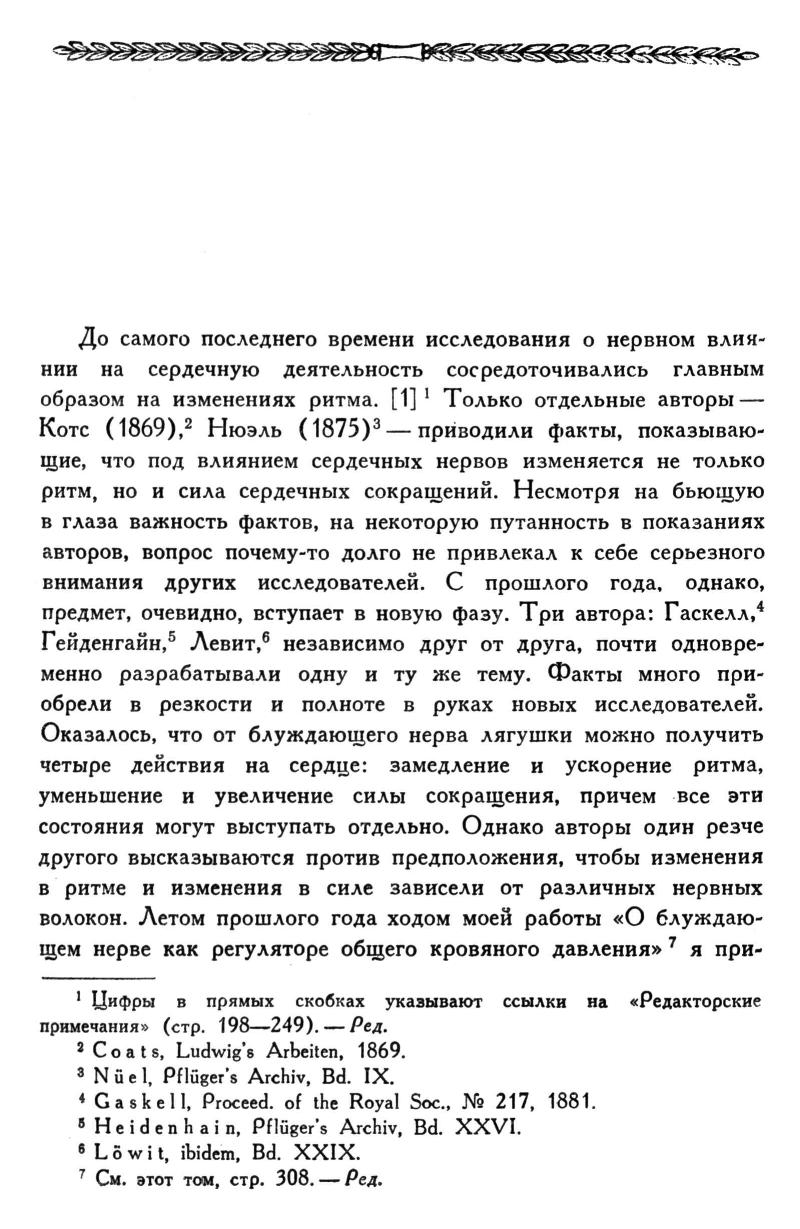 До самого последнего времени исследования о нервном влия-
нии на сердечную деятельность сосредоточивались главным
образом на изменениях ритма. [1] ¹ Только отдельные авторы —
Котс (1869),² Нюэль (1875)³ — приводили факты, показываю-
щие, что под влиянием сердечных нервов изменяется не только
ритм, но и сила сердечных сокращений. Несмотря на бьющую
в глаза важность фактов, на некоторую путанность в показаниях
авторов, вопрос почему-то долго не привлекал к себе серьезного
внимания других исследователей. С прошлого года, однако,
предмет, очевидно, вступает в новую фазу. Три автора: Гаскелл,⁴
Гейденгайн,⁵ Левит,⁶ независимо друг от друга, почти одновре-
менно разрабатывали одну и ту же тему. Факты много при-
обрели в резкости и полноте в руках новых исследователей.
Оказалось, что от блуждающего нерва лягушки можно получить
четыре действия на сердце: замедление и ускорение ритма,
уменьшение и увеличение силы сокращения, причем все эти
состояния могут выступать отдельно. Однако авторы один резче
другого высказываются против предположения, чтобы изменения
в ритме и изменения в силе зависели от различных нервных
волокон. Летом прошлого года ходом моей работы «О блуждаю-
щем нерве как регуляторе общего кровяного давления» ⁷ я при-
¹ Цифры в прямых скобках указывают ссылки на «Редакторские
примечания» (стр. 198—249). — Ред.
² Coats, Ludwig's Arbeiten, 1869.
³ Nüel, Pflüger's Archiv, Bd. IX.
⁴ Gaskell, Proceed. of the Royal Soc., № 217, 1881.
⁵ Heidenhain, Pflüger's Archiv, Bd. XXVI.
⁶ Löwit, ibidem, Bd. XXIX.
⁷ См. этот том, стр. 308. — Ред.